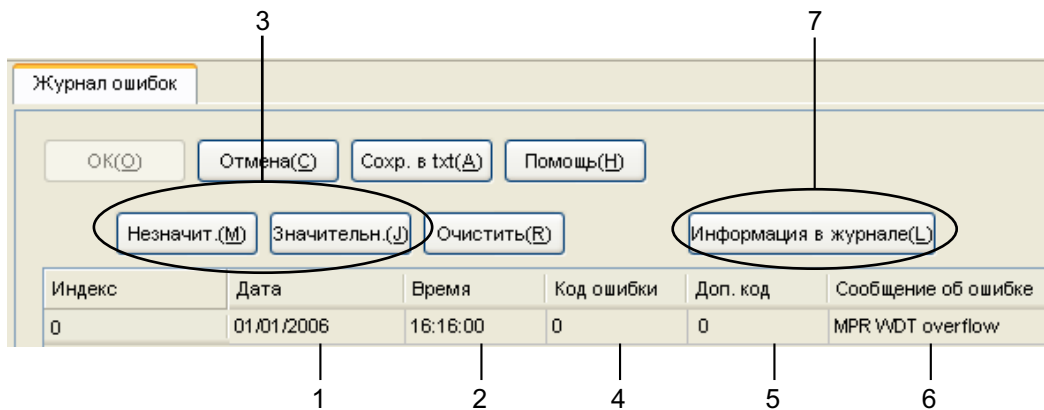 3 7
Журнал ошибок
OK(O) Отмена(C) Сохр. в txt(A) Помощь(H)
Незначит.(M) Значительн.(J) Очистить(R) Информация в журнале(L)
Индекс Дата Время Код ошибки Доп. код Сообщение об ошибке
0 01/01/2006 16:16:00 0 0 MPR WDT overflow
1 2 4 5 6